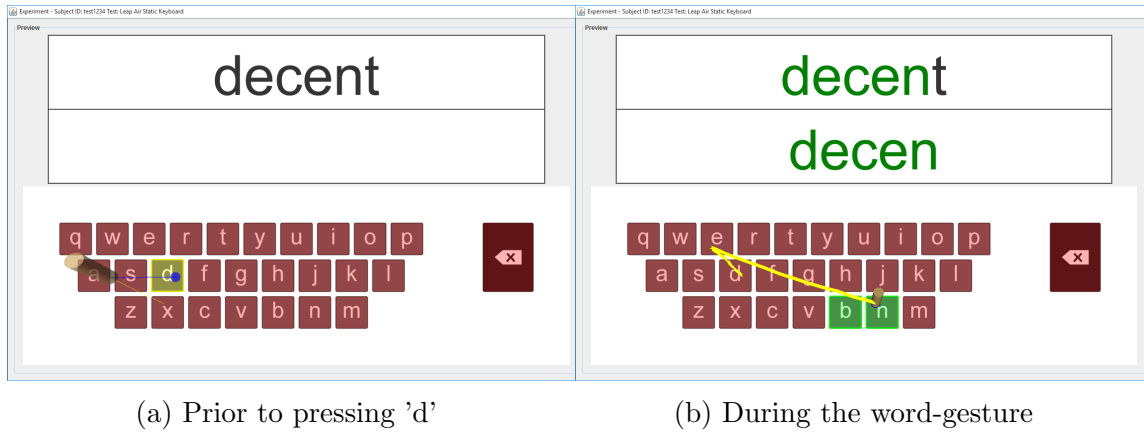 Experiment - Subject ID: test1234 Test: Leap Air Static Keyboard
Preview
decent
q w e r t y u i o p
a s d f g h j k l
z x c v b n m
(a) Prior to pressing 'd'
Experiment - Subject ID: test1234 Test: Leap Air Static Keyboard
Preview
decent
decen
q w e r t y u i o p
a s d f g h j k l
z x c v b n m
(b) During the word-gesture